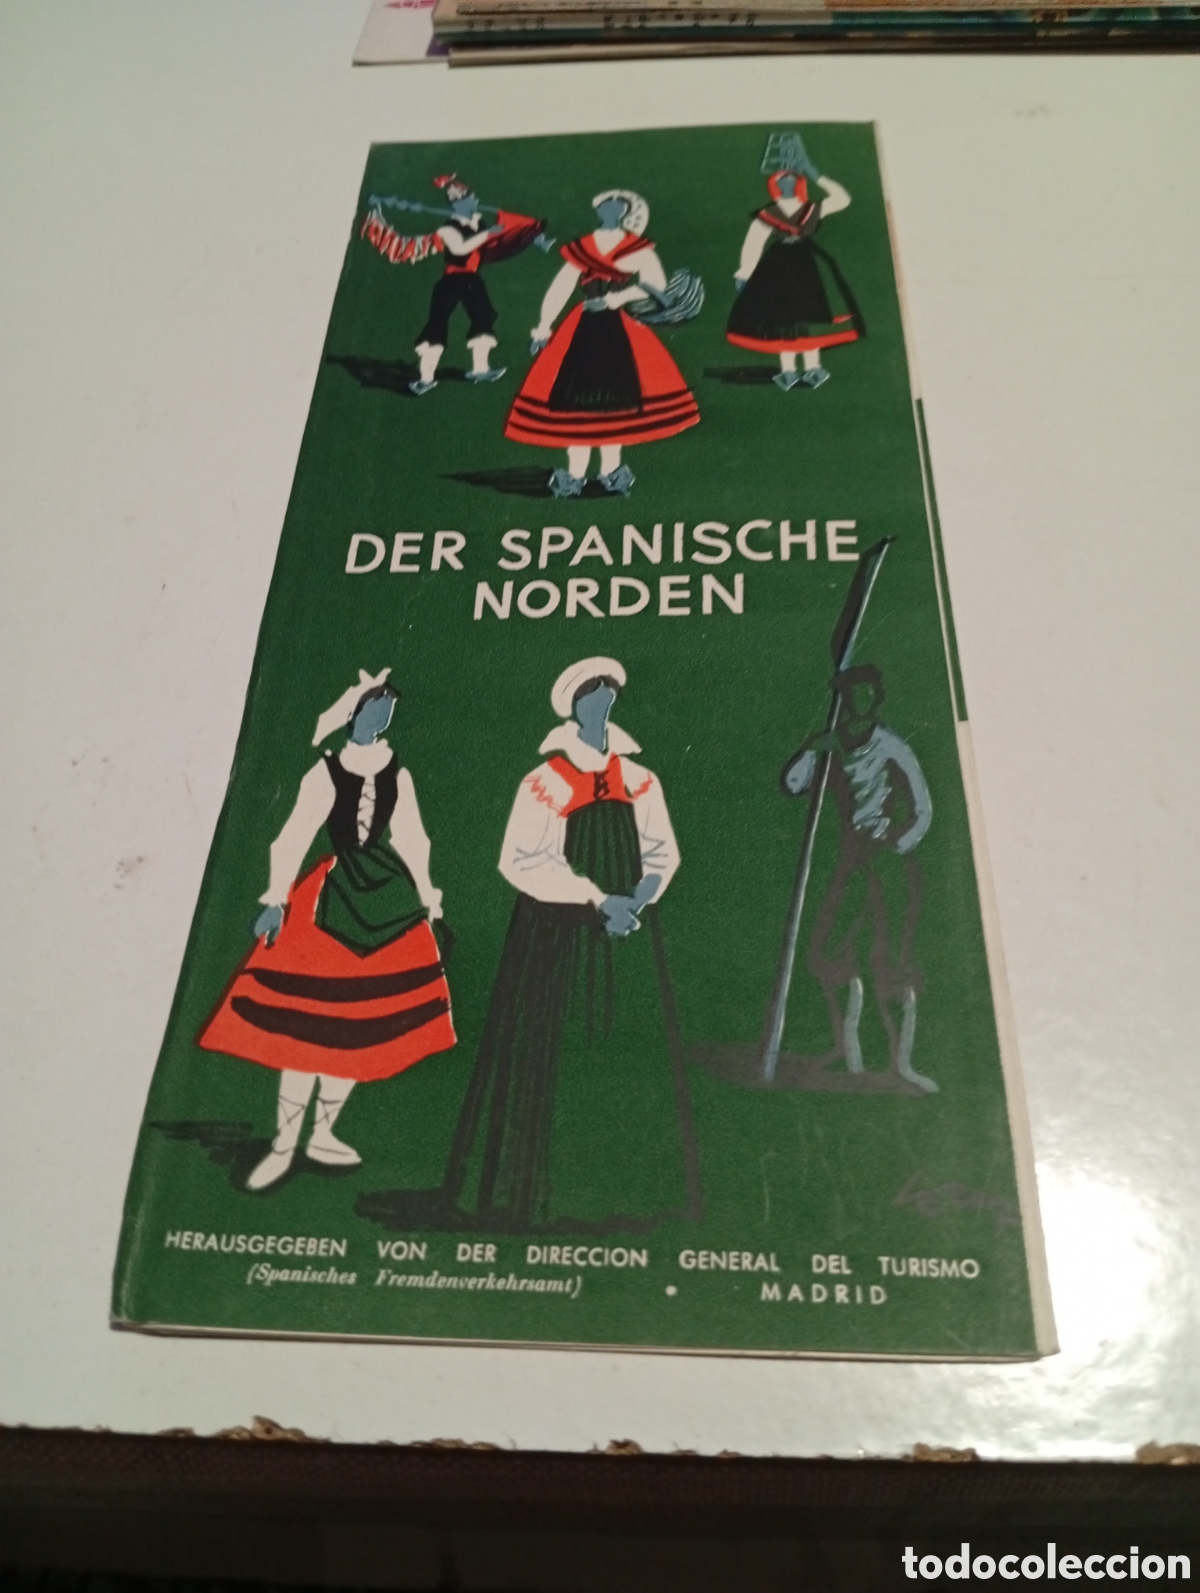 DER SPANISCHE
NORDEN
HERAUSGEGEBEN VON DER DIRECCION GENERAL DEL TURISMO
(Spanisches Fremdenverkehrsamt) • MADRID
todocoleccion